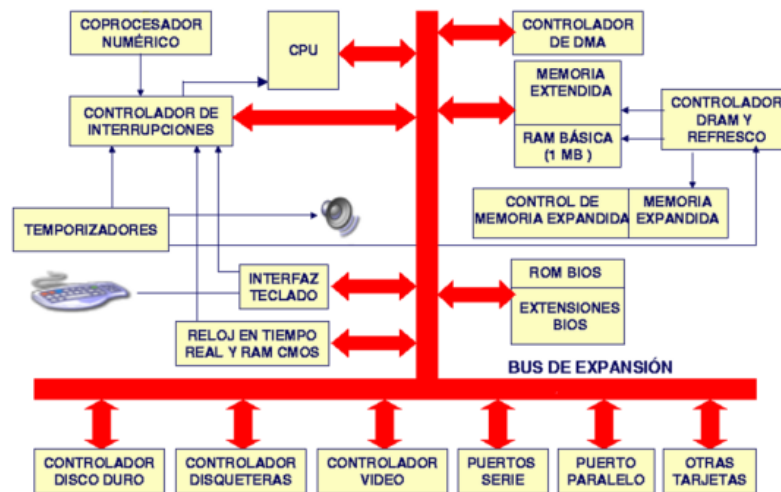 COPROCESADOR
NUMÉRICO
CPU
CONTROLADOR
DE DMA
CONTROLADOR DE
INTERRUPCIONES
MEMORIA
EXTENDIDA
RAM BÁSICA
(1 MB )
CONTROLADOR
DRAM Y
REFRESCO
CONTROL DE
MEMORIA EXPANDIDA
MEMORIA
EXPANDIDA
TEMPORIZADORES
INTERFAZ
TECLADO
ROM BIOS
EXTENSIONES
BIOS
RELOJ EN TIEMPO
REAL Y RAM CMOS
BUS DE EXPANSIÓN
CONTROLADOR
DISCO DURO
CONTROLADOR
DISQUETERAS
CONTROLADOR
VIDEO
PUERTOS
SERIE
PUERTO
PARALELO
OTRAS
TARJETAS